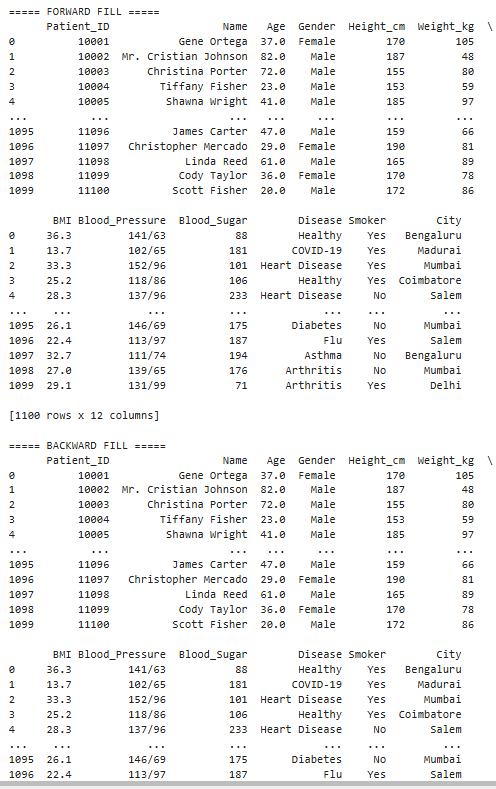 ===== FORWARD FILL =====
Patient_ID Name Age Gender Height_cm Weight_kg \
0 10001 Gene Ortega 37.0 Female 170 105
1 10002 Mr. Cristian Johnson 82.0 Male 187 48
2 10003 Christina Porter 72.0 Male 155 80
3 10004 Tiffany Fisher 23.0 Male 153 59
4 10005 Shawna Wright 41.0 Male 185 97
... ... ... ... ... ... ...
1095 11096 James Carter 47.0 Male 159 66
1096 11097 Christopher Mercado 29.0 Female 190 81
1097 11098 Linda Reed 61.0 Male 165 89
1098 11099 Cody Taylor 36.0 Female 170 78
1099 11100 Scott Fisher 20.0 Male 172 86
BMI Blood_Pressure Blood_Sugar Disease Smoker City
0 36.3 141/63 88 Healthy Yes Bengaluru
1 13.7 102/65 181 COVID-19 Yes Madurai
2 33.3 152/96 101 Heart Disease Yes Mumbai
3 25.2 118/86 106 Healthy Yes Coimbatore
4 28.3 137/96 233 Heart Disease No Salem
... ... ... ... ... ... ...
1095 26.1 146/69 175 Diabetes No Mumbai
1096 22.4 113/97 187 Flu Yes Salem
1097 32.7 111/74 194 Asthma No Bengaluru
1098 27.0 139/65 176 Arthritis No Mumbai
1099 29.1 131/99 71 Arthritis Yes Delhi
[1100 rows x 12 columns]
===== BACKWARD FILL =====
Patient_ID Name Age Gender Height_cm Weight_kg \
0 10001 Gene Ortega 37.0 Female 170 105
1 10002 Mr. Cristian Johnson 82.0 Male 187 48
2 10003 Christina Porter 72.0 Male 155 80
3 10004 Tiffany Fisher 23.0 Male 153 59
4 10005 Shawna Wright 41.0 Male 185 97
... ... ... ... ... ... ...
1095 11096 James Carter 47.0 Male 159 66
1096 11097 Christopher Mercado 29.0 Female 190 81
1097 11098 Linda Reed 61.0 Male 165 89
1098 11099 Cody Taylor 36.0 Female 170 78
1099 11100 Scott Fisher 20.0 Male 172 86
BMI Blood_Pressure Blood_Sugar Disease Smoker City
0 36.3 141/63 88 Healthy Yes Bengaluru
1 13.7 102/65 181 COVID-19 Yes Madurai
2 33.3 152/96 101 Heart Disease Yes Mumbai
3 25.2 118/86 106 Healthy Yes Coimbatore
4 28.3 137/96 233 Heart Disease No Salem
... ... ... ... ... ... ...
1095 26.1 146/69 175 Diabetes No Mumbai
1096 22.4 113/97 187 Flu Yes Salem